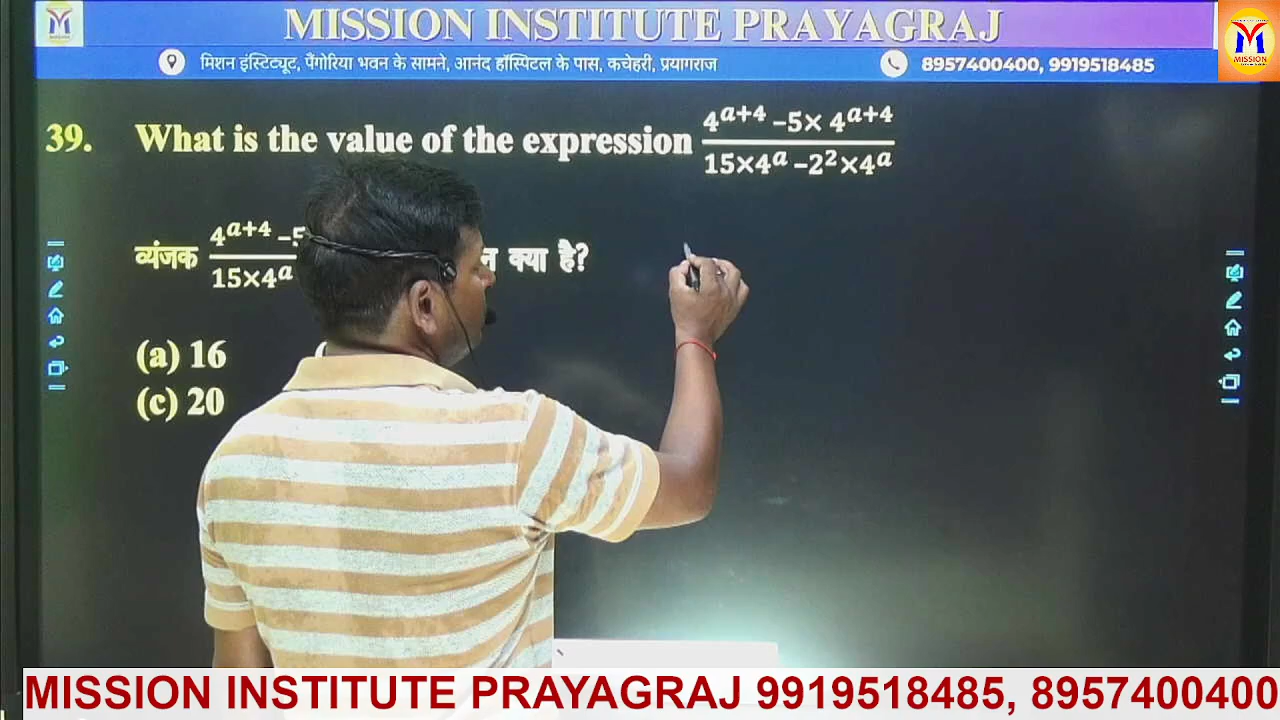 MISSION INSTITUTE PRAYAGRAJ
मिशन इंस्टिट्यूट, पैंगोरिया भवन के सामने, आनंद हॉस्पिटल के पास, कचेहरी, प्रयागराज
8957400400, 9919518485
MISSION
39. What is the value of the expression (4^{a+4} – 5× 4^{a+4})/(15×4^a – 2^2×4^a)
व्यंजक 4^{a+4} –5 / 15×4^a क्या है?
(a) 16
(c) 20
MISSION INSTITUTE PRAYAGRAJ 9919518485, 8957400400